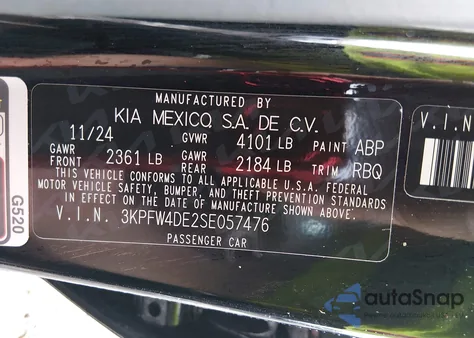 MANUFACTURED BY
KIA MEXICO, S.A. DE C.V.
11/24 GVWR 4101 LB PAINT ABP
GAWR FRONT 2361 LB GAWR REAR 2184 LB TRIM RBQ
THIS VEHICLE CONFORMS TO ALL APPLICABLE U.S.A. FEDERAL
MOTOR VEHICLE SAFETY, BUMPER, AND THEFT PREVENTION STANDARDS
IN EFFECT ON THE DATE OF MANUFACTURE SHOWN ABOVE.
V.I.N. 3KPFW4DE2SE057476
PASSENGER CAR
G520
V.I.N.
autoSnap